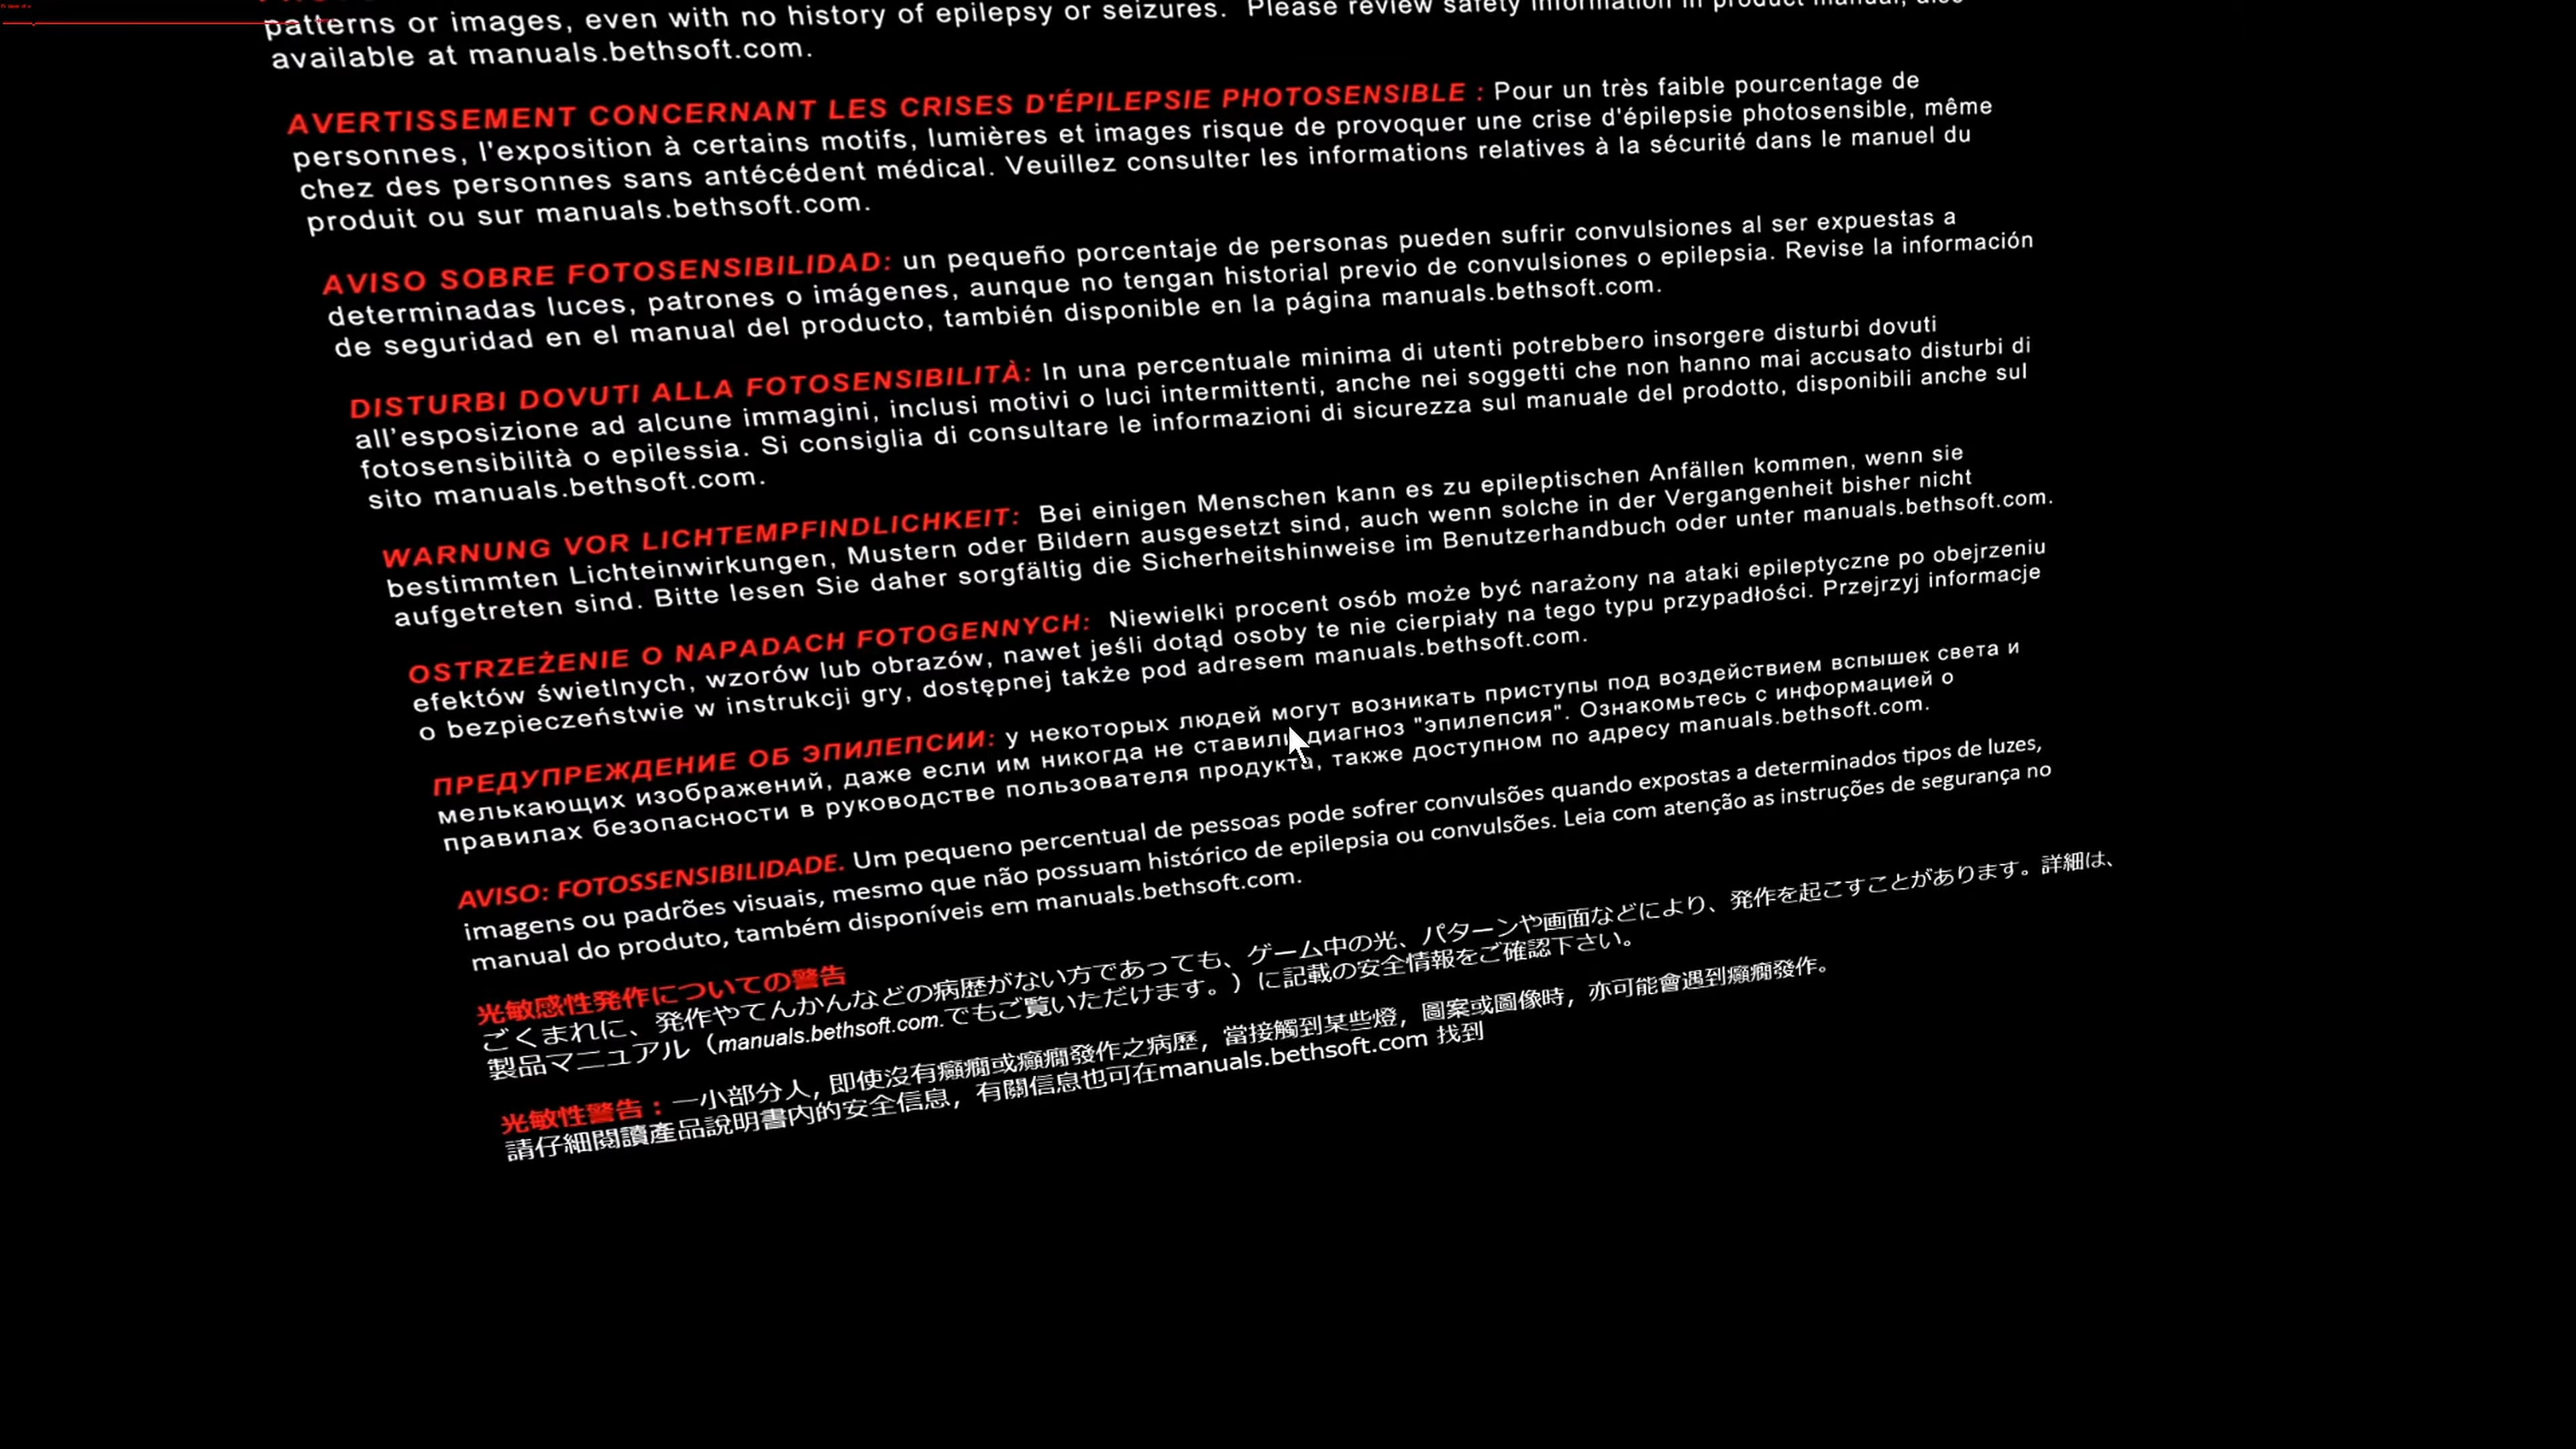 patterns or images, even with no history of epilepsy or seizures. Please review safety information in product manual, also
available at manuals.bethsoft.com.
AVERTISSEMENT CONCERNANT LES CRISES D'ÉPILEPSIE PHOTOSENSIBLE : Pour un très faible pourcentage de
personnes, l'exposition à certains motifs, lumières et images risque de provoquer une crise d'épilepsie photosensible, même
chez des personnes sans antécédent médical. Veuillez consulter les informations relatives à la sécurité dans le manuel du
produit ou sur manuals.bethsoft.com.
AVISO SOBRE FOTOSENSIBILIDAD: un pequeño porcentaje de personas pueden sufrir convulsiones al ser expuestas a
determinadas luces, patrones o imágenes, aunque no tengan historial previo de convulsiones o epilepsia. Revise la información
de seguridad en el manual del producto, también disponible en la página manuals.bethsoft.com.
DISTURBI DOVUTI ALLA FOTOSENSIBILITÀ: In una percentuale minima di utenti potrebbero insorgere disturbi dovuti
all'esposizione ad alcune immagini, inclusi motivi o luci intermittenti, anche nei soggetti che non hanno mai accusato disturbi di
fotosensibilità o epilessia. Si consiglia di consultare le informazioni di sicurezza sul manuale del prodotto, disponibili anche sul
sito manuals.bethsoft.com.
WARNUNG VOR LICHTEMPFINDLICHKEIT: Bei einigen Menschen kann es zu epileptischen Anfällen kommen, wenn sie
bestimmten Lichteinwirkungen, Mustern oder Bildern ausgesetzt sind, auch wenn solche in der Vergangenheit bisher nicht
aufgetreten sind. Bitte lesen Sie daher sorgfältig die Sicherheitshinweise im Benutzerhandbuch oder unter manuals.bethsoft.com.
OSTRZEŻENIE O NAPADACH FOTOGENNYCH: Niewielki procent osób może być narażony na ataki epileptyczne po obejrzeniu
efektów świetlnych, wzorów lub obrazów, nawet jeśli dotąd osoby te nie cierpiały na tego typu przypadłości. Przejrzyj informacje
o bezpieczeństwie w instrukcji gry, dostępnej także pod adresem manuals.bethsoft.com.
ПРЕДУПРЕЖДЕНИЕ ОБ ЭПИЛЕПСИИ: у некоторых людей могут возникать приступы под воздействием вспышек света и
мелькающих изображений, даже если им никогда не ставили диагноз "эпилепсия". Ознакомьтесь с информацией о
правилах безопасности в руководстве пользователя продукта, также доступном по адресу manuals.bethsoft.com.
AVISO: FOTOSSENSIBILIDADE. Um pequeno percentual de pessoas pode sofrer convulsões quando expostas a determinados tipos de luzes,
imagens ou padrões visuais, mesmo que não possuam histórico de epilepsia ou convulsões. Leia com atenção as instruções de segurança no
manual do produto, também disponíveis em manuals.bethsoft.com.
光敏感性発作についての警告
ごくまれに、発作やてんかんなどの病歴がない方であっても、ゲーム中の光、パターンや画面などにより、発作を起こすことがあります。詳細は、
製品マニュアル（manuals.bethsoft.com.でもご覧いただけます。）に記載の安全情報をご確認下さい。
光敏性警告：一小部分人, 即使沒有癲癇或癲癇發作之病歷，當接觸到某些燈，圖案或圖像時，亦可能會遇到癲癇發作。
請仔細閱讀產品說明書內的安全信息，有關信息也可在manuals.bethsoft.com 找到